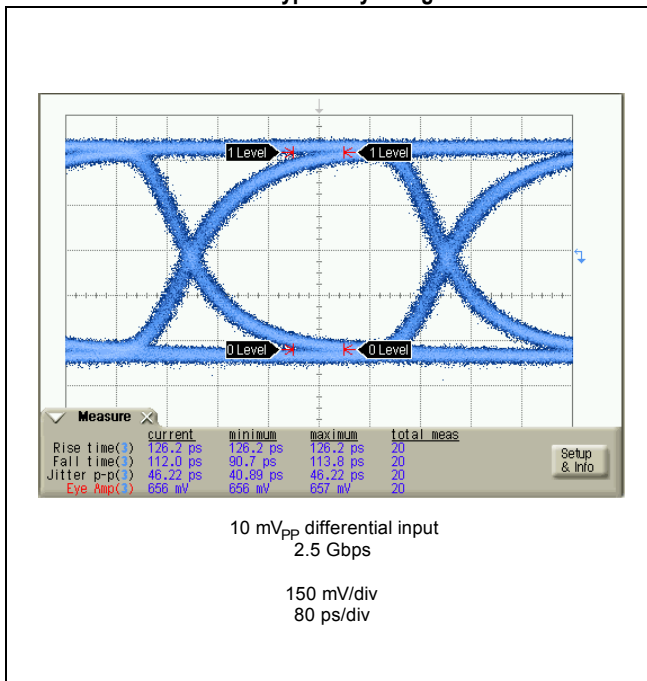 1 Level 1 Level
0 Level 0 Level
Measure
current minimum maximum total meas
Rise time(3) 126.2 ps 126.2 ps 126.2 ps 20
Fall time(3) 112.0 ps 90.7 ps 113.8 ps 20
Jitter p-p(3) 46.22 ps 40.89 ps 46.22 ps 20
Eye Amp(3) 656 mV 656 mV 657 mV 20
Setup
& Info
10 mVPP differential input
2.5 Gbps
150 mV/div
80 ps/div